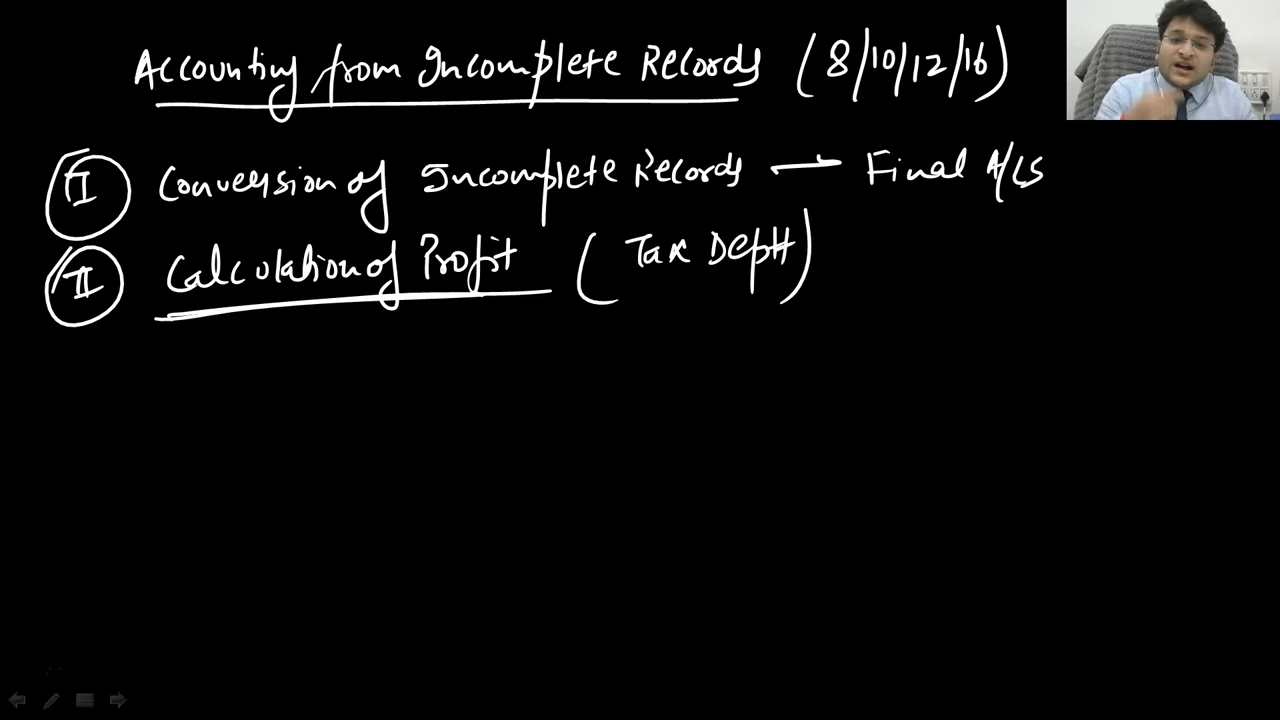 Accounting from Incomplete Records (8/10/12/16)
I Conversion of Incomplete Records — Final A/cs
II Calculation of Profit (Tax Deptt)